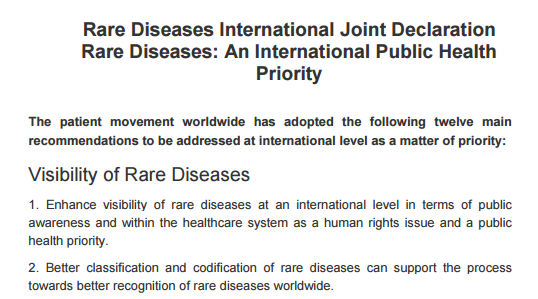 Rare Diseases International Joint Declaration
Rare Diseases: An International Public Health
Priority
The patient movement worldwide has adopted the following twelve main
recommendations to be addressed at international level as a matter of priority:
Visibility of Rare Diseases
1. Enhance visibility of rare diseases at an international level in terms of public
awareness and within the healthcare system as a human rights issue and a public
health priority.
2. Better classification and codification of rare diseases can support the process
towards better recognition of rare diseases worldwide.